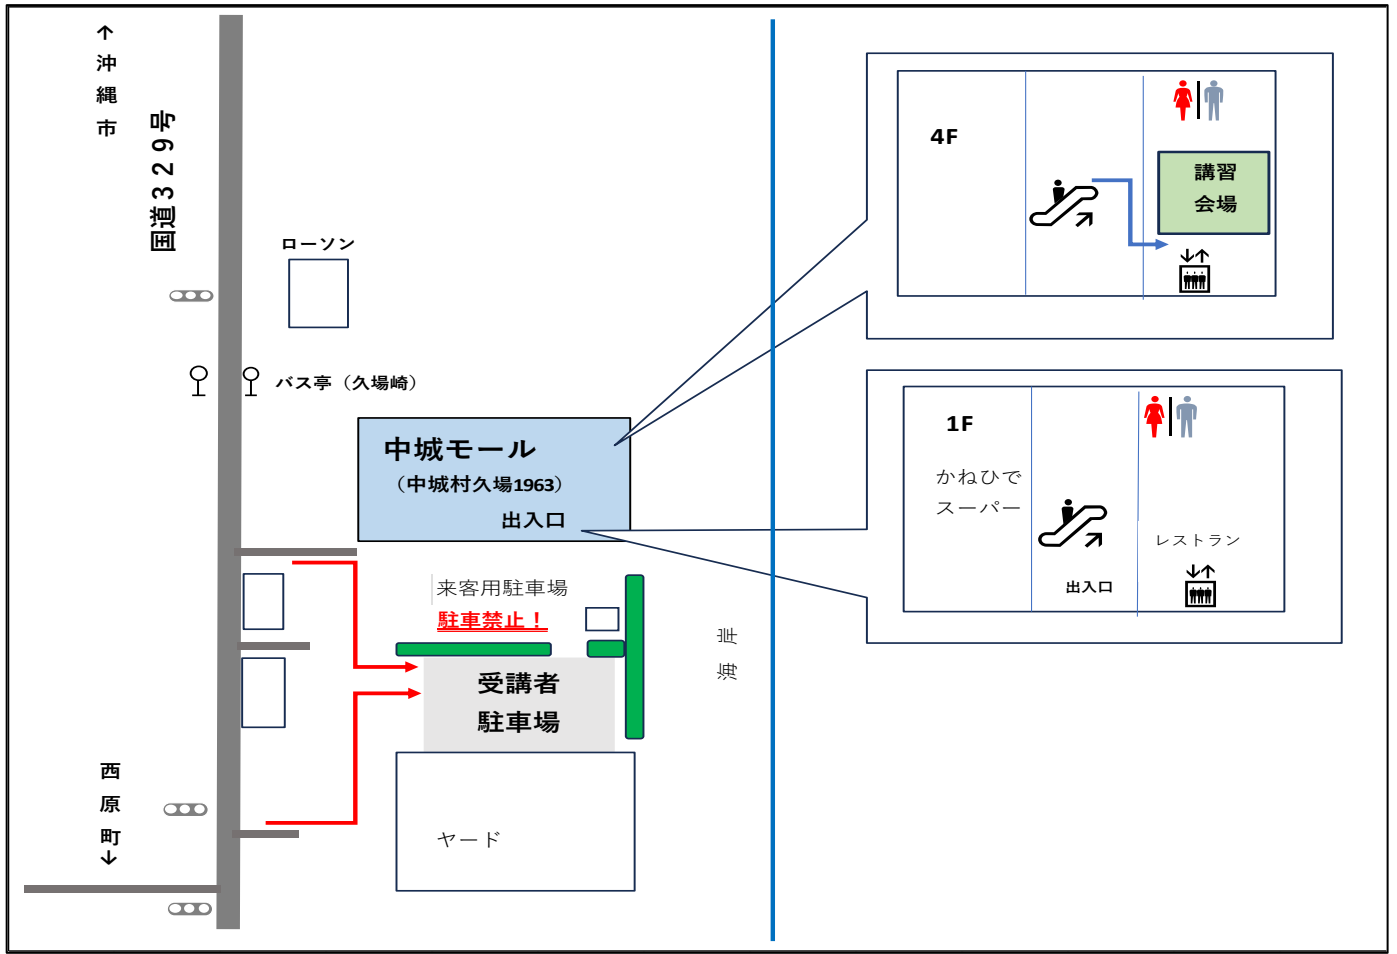 ↑沖縄市
国道329号
ローソン
バス亭（久場崎）
中城モール
（中城村久場1963）
出入口
来客用駐車場
駐車禁止！
受講者
駐車場
ヤード
西原町↓
海岸
4F
講習
会場
↓↑
1F
かねひで
スーパー
レストラン
出入口
↓↑